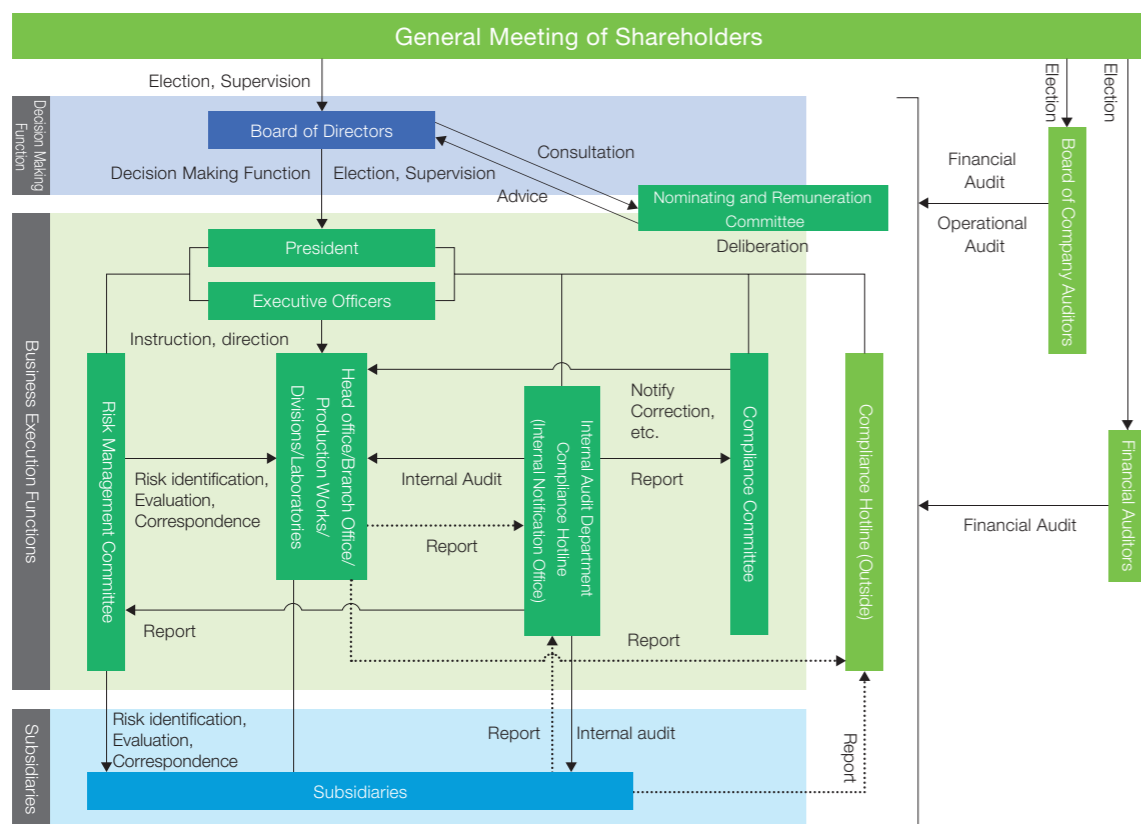 General Meeting of Shareholders
Election, Supervision
Election
Election
Decision Making
Function
Board of Directors
Consultation
Decision Making Function
Election, Supervision
Advice
Nominating and Remuneration
Committee
Deliberation
Financial
Audit
Operational
Audit
Board of Company Auditors
Business Execution Functions
President
Executive Officers
Instruction, direction
Risk Management Committee
Head office/Branch Office/
Production Works/
Divisions/Laboratories
Internal Audit Department
Compliance Hotline
(Internal Notification Office)
Notify
Correction,
etc.
Compliance Committee
Compliance Hotline (Outside)
Financial Auditors
Risk identification,
Evaluation,
Correspondence
Internal Audit
Report
Report
Financial Audit
Report
Report
Subsidiaries
Risk identification,
Evaluation,
Correspondence
Report
Internal audit
Report
Subsidiaries